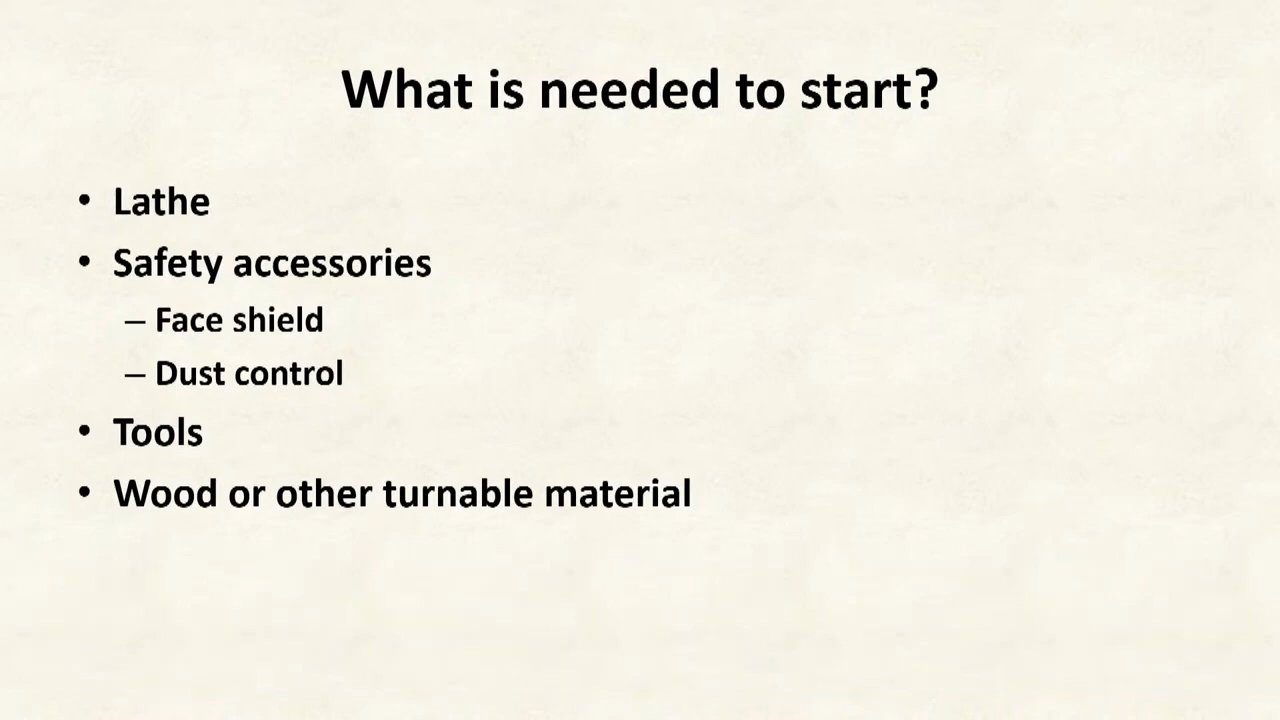 What is needed to start?
• Lathe
• Safety accessories
– Face shield
– Dust control
• Tools
• Wood or other turnable material